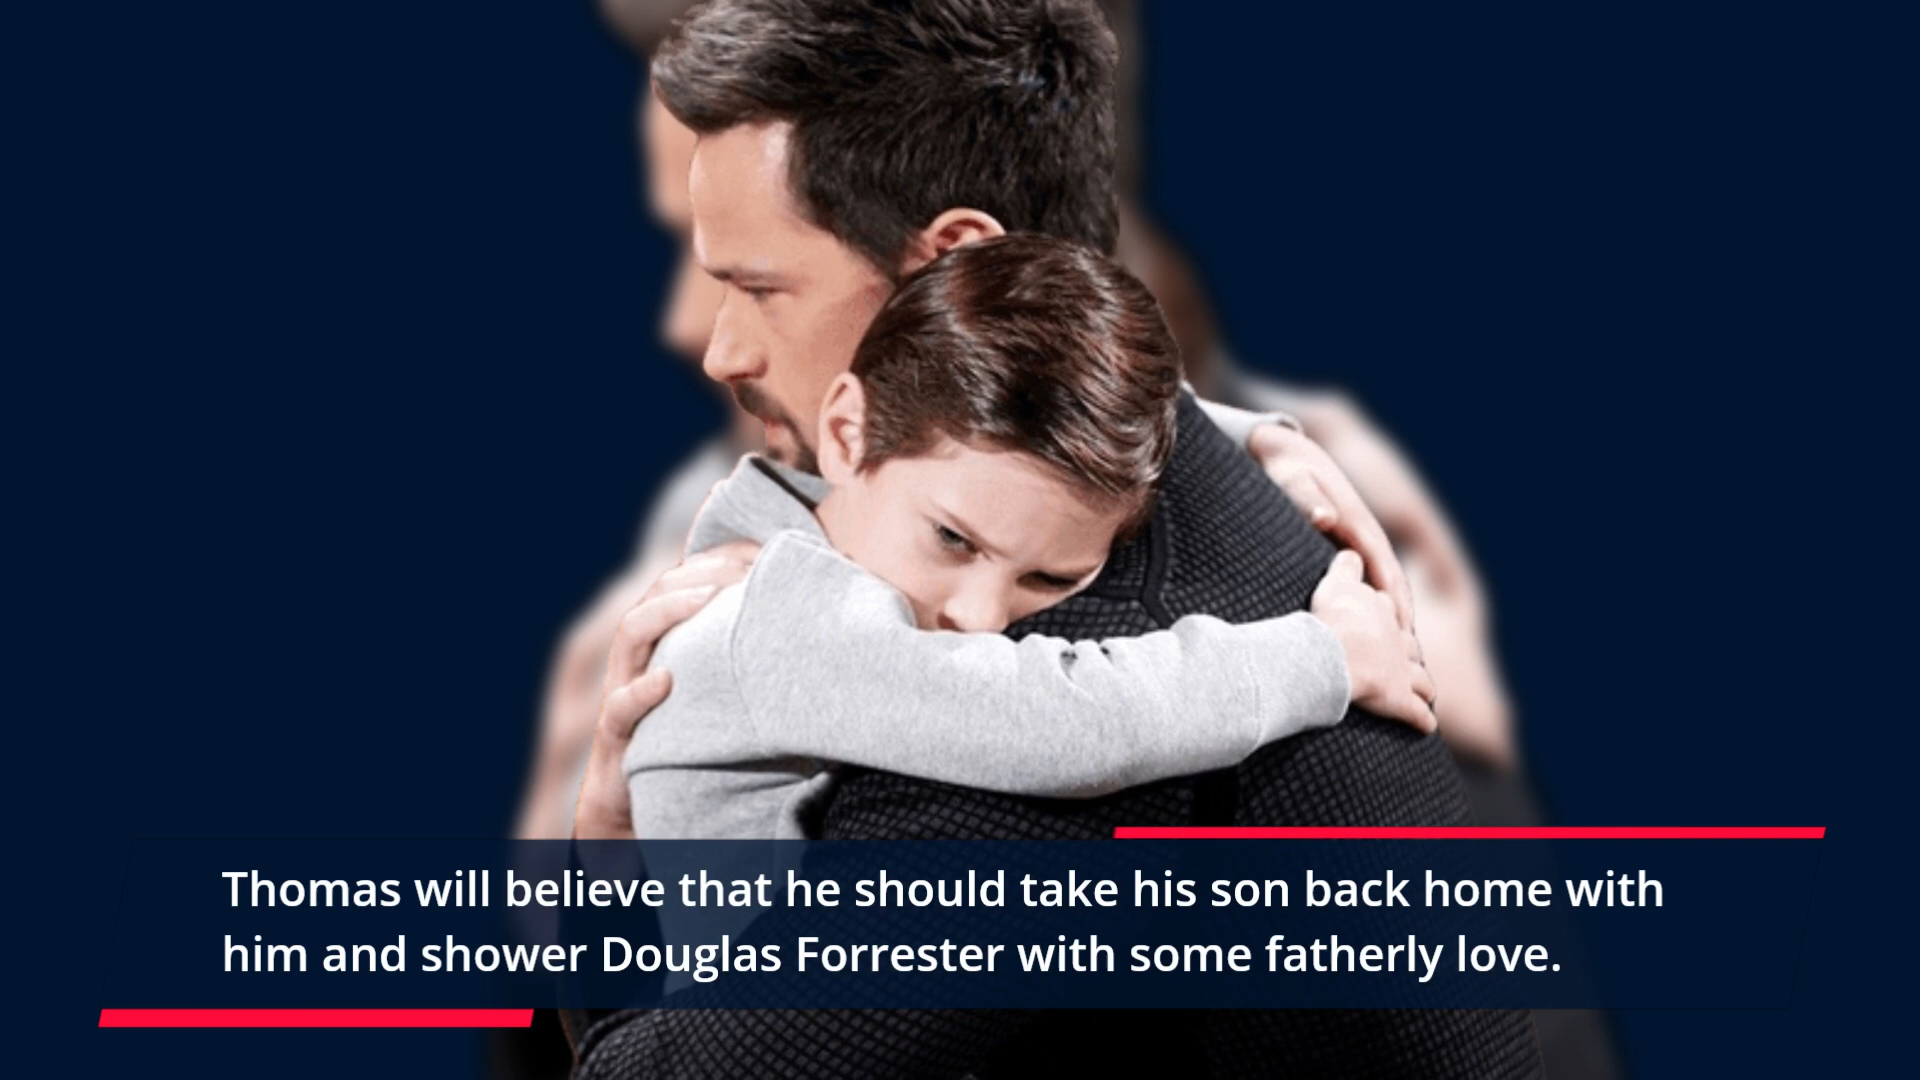 Thomas will believe that he should take his son back home with
him and shower Douglas Forrester with some fatherly love.